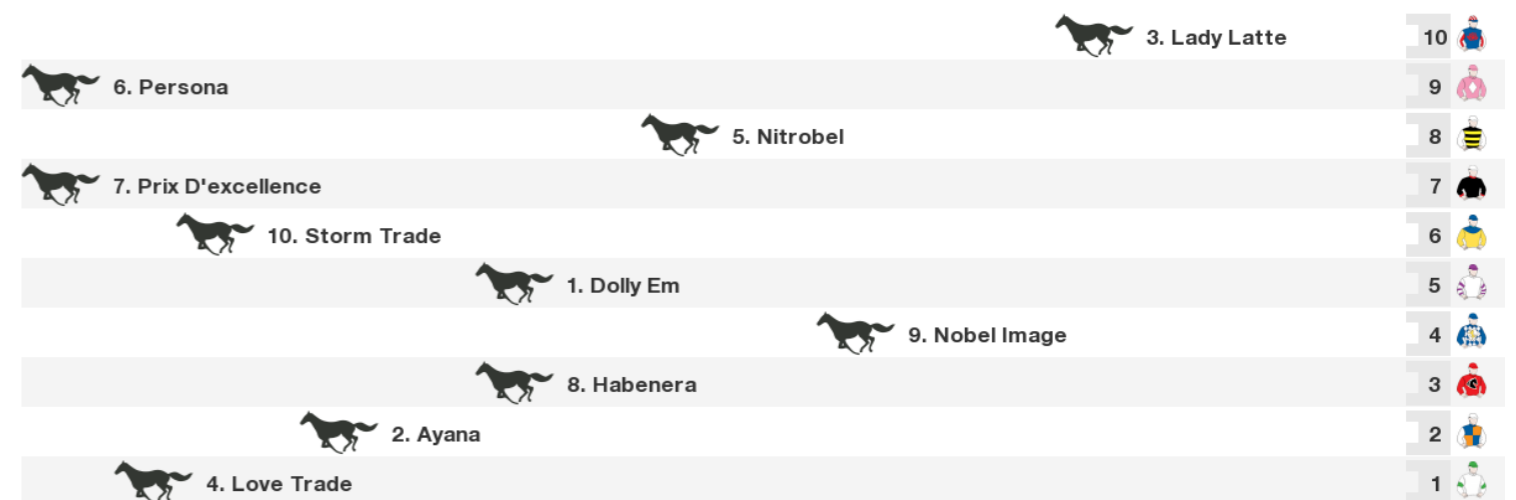 3. Lady Latte 10
6. Persona 9
5. Nitrobel 8
7. Prix D'excellence 7
10. Storm Trade 6
1. Dolly Em 5
9. Nobel Image 4
8. Habenera 3
2. Ayana 2
4. Love Trade 1